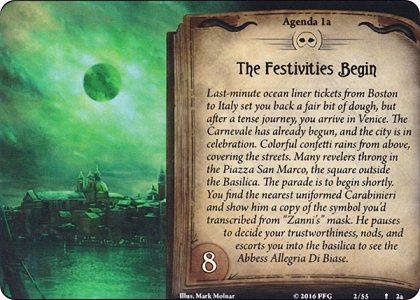 Agenda 1a
The Festivities Begin
Last-minute ocean liner tickets from Boston
to Italy set you back a fair bit of dough, but
after a tense journey, you arrive in Venice. The
Carnevale has already begun, and the city is in
celebration. Colorful confetti rains from above,
covering the streets. Many revelers throng in
the Piazza San Marco, the square outside
the Basilica. The parade is to begin shortly.
You find the nearest uniformed Carabinieri
and show him a copy of the symbol you'd
transcribed from "Zanni's" mask. He pauses
to decide your trustworthiness, nods, and
escorts you into the basilica to see the
Abbess Allegria Di Biase.
8
Illus. Mark Molnar
© 2016 FFG
2/55
2a